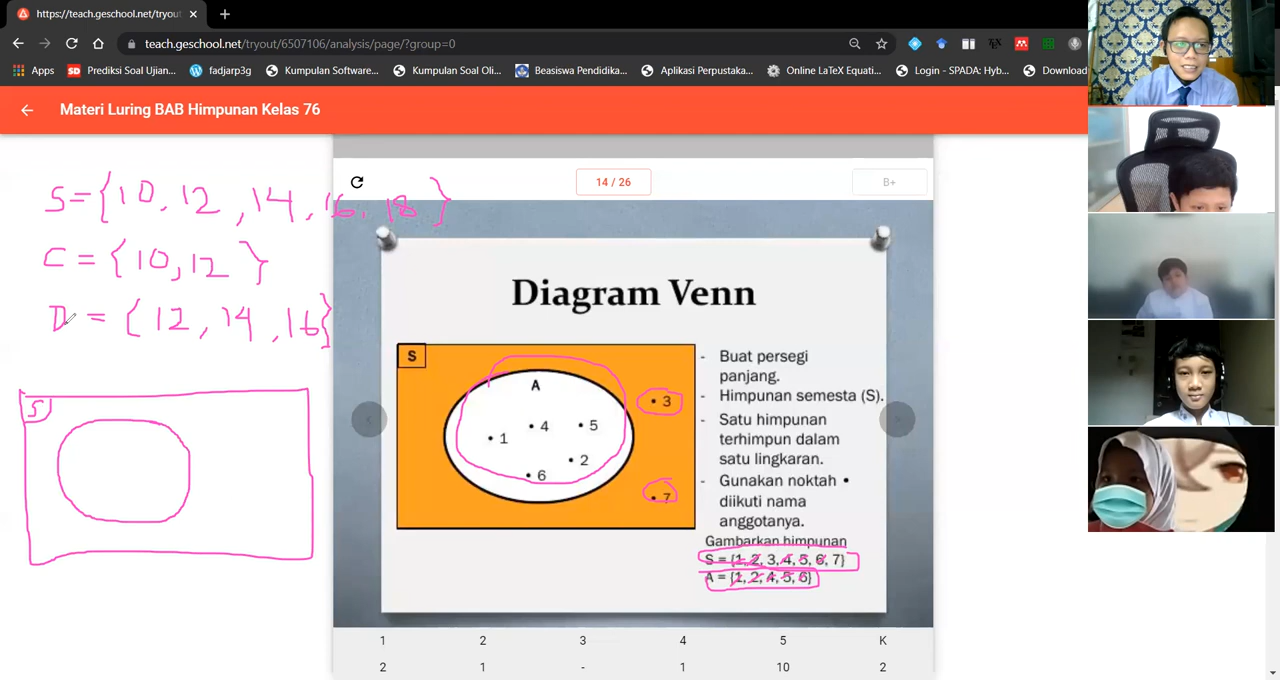 https://teach.geschool.net/tryout
teach.geschool.net/tryout/6507106/analysis/page/?group=0
Apps
Prediksi Soal Ujian...
fadjarp3g
Kumpulan Software...
Kumpulan Soal Oli...
Beasiswa Pendidika...
Aplikasi Perpustaka...
Online LaTeX Equati...
Login - SPADA: Hyb...
Download
Materi Luring BAB Himpunan Kelas 76
S={10, 12, 14, 16, 18}
C = {10, 12}
D = {12, 14, 16}
S
14 / 26
B+
Diagram Venn
S
A
• 3
• 4
• 5
• 1
• 2
• 6
• 7
- Buat persegi
panjang.
- Himpunan semesta (S).
- Satu himpunan
terhimpun dalam
satu lingkaran.
- Gunakan noktah •
diikuti nama
anggotanya.
Gambarkan himpunan
S = {1, 2, 3, 4, 5, 6, 7}
A = {1, 2, 4, 5, 6}
1 2 3 4 5 K
2 1 - 1 10 2